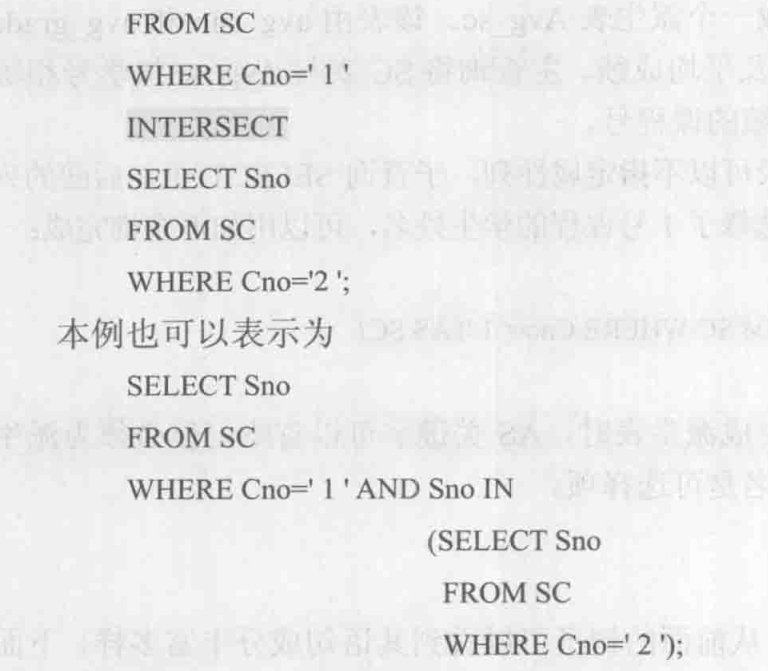 FROM SC
WHERE Cno=' 1 '
INTERSECT
SELECT Sno
FROM SC
WHERE Cno='2 ';
本例也可以表示为
SELECT Sno
FROM SC
WHERE Cno=' 1 ' AND Sno IN
(SELECT Sno
FROM SC
WHERE Cno=' 2 ');